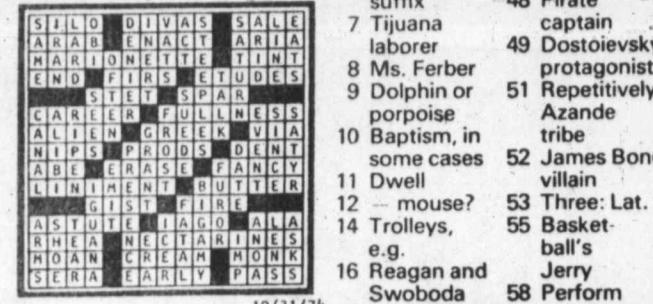 SILO DIVAS SALE
ARAB ENACT ARIA
MARIONETTE TINT
END FIRS ETUDES
STET SPAR
CAREER FULLNESS
ALIEN GREEK VIA
NIPS PRODS DENT
ABE ERASE FANCY
LINIMENT BUTTER
GIST FIRE
ASTUTE IAGO ALA
RHEA NECTARINES
MOAN CREAM MONK
SERA EARLY PASS
suffix
7 Tijuana
laborer
8 Ms. Ferber
9 Dolphin or
porpoise
10 Baptism, in
some cases
11 Dwell
12 — mouse?
14 Trolleys,
e.g.
16 Reagan and
Swoboda
48 Pirate
captain
49 Dostoievsky
protagonist
51 Repetitively,
Azande
tribe
52 James Bond
villain
53 Three: Lat.
55 Basket-
ball's
Jerry
58 Perform